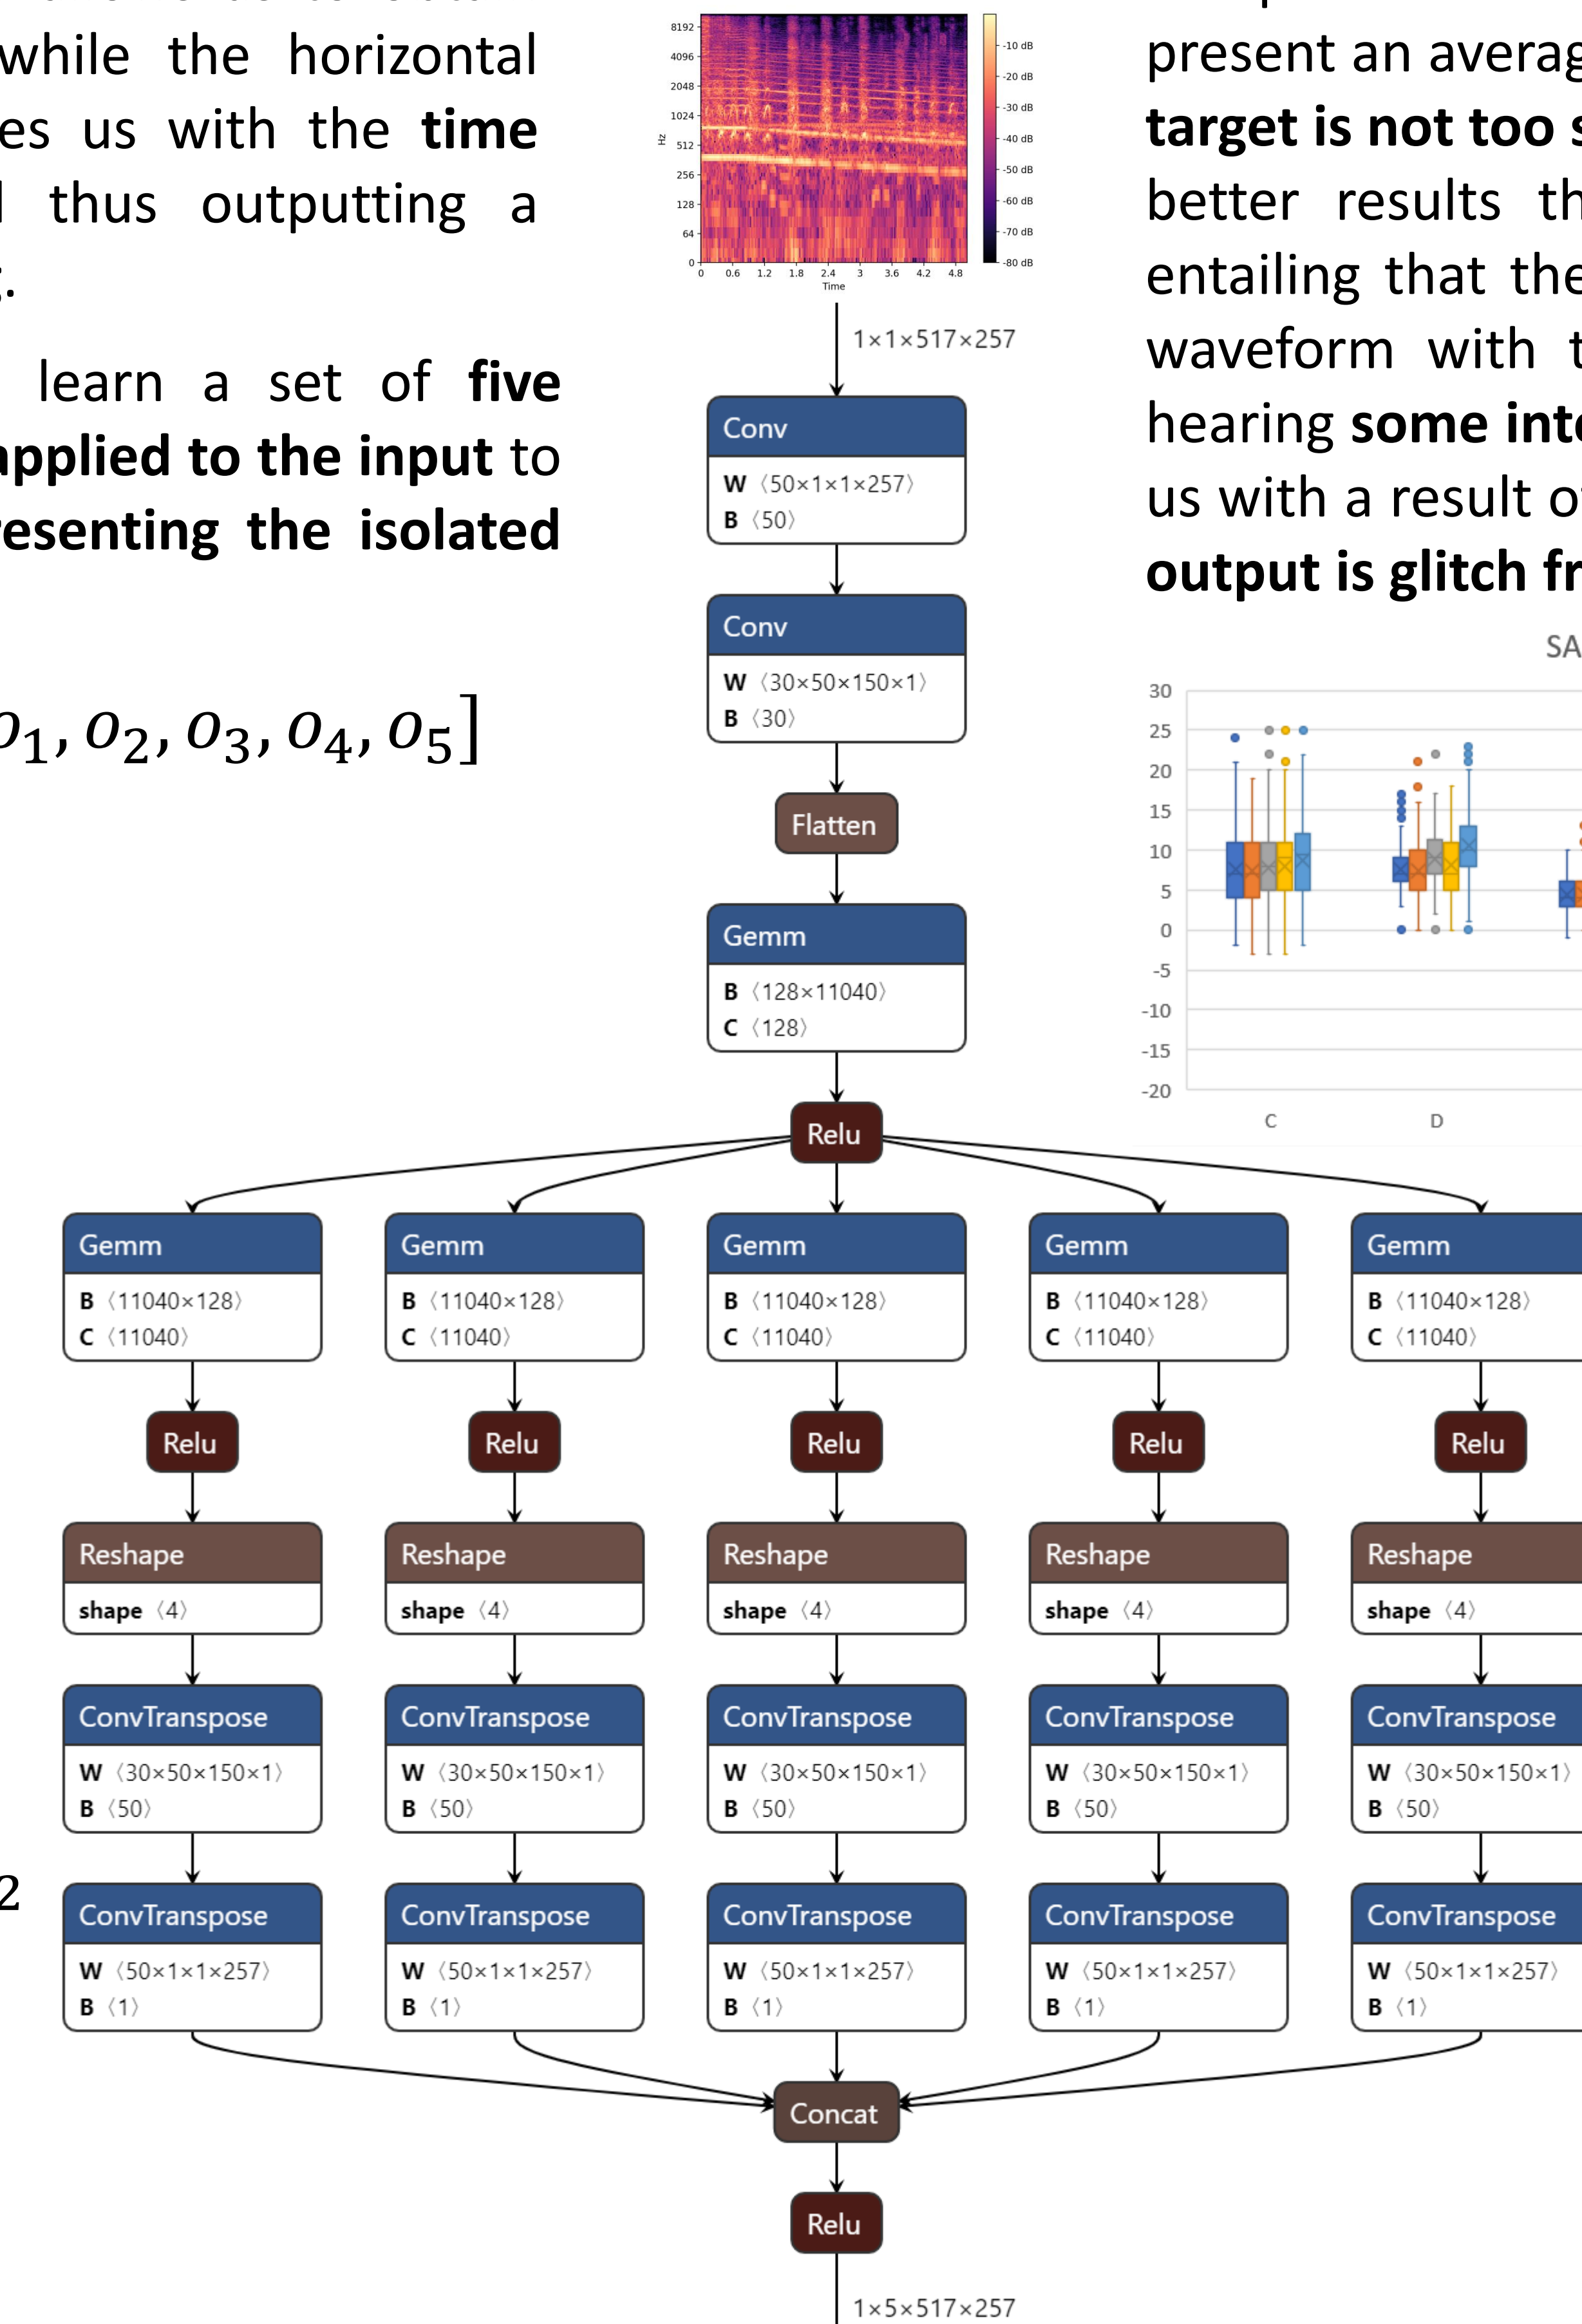 while the horizontal
es us with the time
thus outputting a
learn a set of five
applied to the input to
resenting the isolated
o1, o2, o3, o4, o5]
2
8192
4096
2048
1024
512
256
128
64
0
Hz
0 0.6 1.2 1.8 2.4 3 3.6 4.2 4.8
Time
-10 dB
-20 dB
-30 dB
-40 dB
-50 dB
-60 dB
-70 dB
-80 dB
1×1×517×257
Conv
W ⟨50×1×1×257⟩
B ⟨50⟩
Conv
W ⟨30×50×150×1⟩
B ⟨30⟩
Flatten
Gemm
B ⟨128×11040⟩
C ⟨128⟩
Relu
present an averag
target is not too s
better results th
entailing that the
waveform with t
hearing some inte
us with a result o
output is glitch fr
SA
30
25
20
15
10
5
0
-5
-10
-15
-20
C D
Gemm Gemm Gemm Gemm Gemm
B ⟨11040×128⟩ B ⟨11040×128⟩ B ⟨11040×128⟩ B ⟨11040×128⟩ B ⟨11040×128⟩
C ⟨11040⟩ C ⟨11040⟩ C ⟨11040⟩ C ⟨11040⟩ C ⟨11040⟩
Relu Relu Relu Relu Relu
Reshape Reshape Reshape Reshape Reshape
shape ⟨4⟩ shape ⟨4⟩ shape ⟨4⟩ shape ⟨4⟩ shape ⟨4⟩
ConvTranspose ConvTranspose ConvTranspose ConvTranspose ConvTranspose
W ⟨30×50×150×1⟩ W ⟨30×50×150×1⟩ W ⟨30×50×150×1⟩ W ⟨30×50×150×1⟩ W ⟨30×50×150×1⟩
B ⟨50⟩ B ⟨50⟩ B ⟨50⟩ B ⟨50⟩ B ⟨50⟩
ConvTranspose ConvTranspose ConvTranspose ConvTranspose ConvTranspose
W ⟨50×1×1×257⟩ W ⟨50×1×1×257⟩ W ⟨50×1×1×257⟩ W ⟨50×1×1×257⟩ W ⟨50×1×1×257⟩
B ⟨1⟩ B ⟨1⟩ B ⟨1⟩ B ⟨1⟩ B ⟨1⟩
Concat
Relu
1×5×517×257